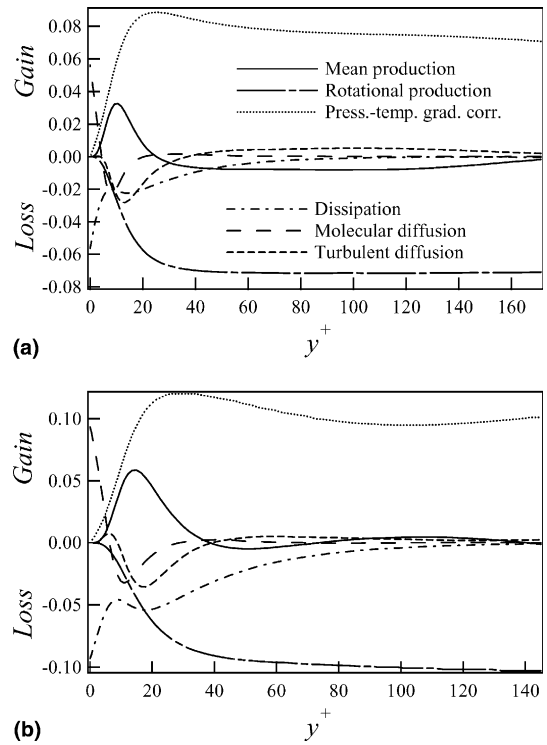 0.08
0.06
0.04
0.02
0.00
-0.02
-0.04
-0.06
-0.08
Gain
Loss
Mean production
Rotational production
Press.-temp. grad. corr.
Dissipation
Molecular diffusion
Turbulent diffusion
0 20 40 60 80 100 120 140 160
(a)
y+
0.10
0.05
0.00
-0.05
-0.10
Gain
Loss
0 20 40 60 80 100 120 140
(b)
y+